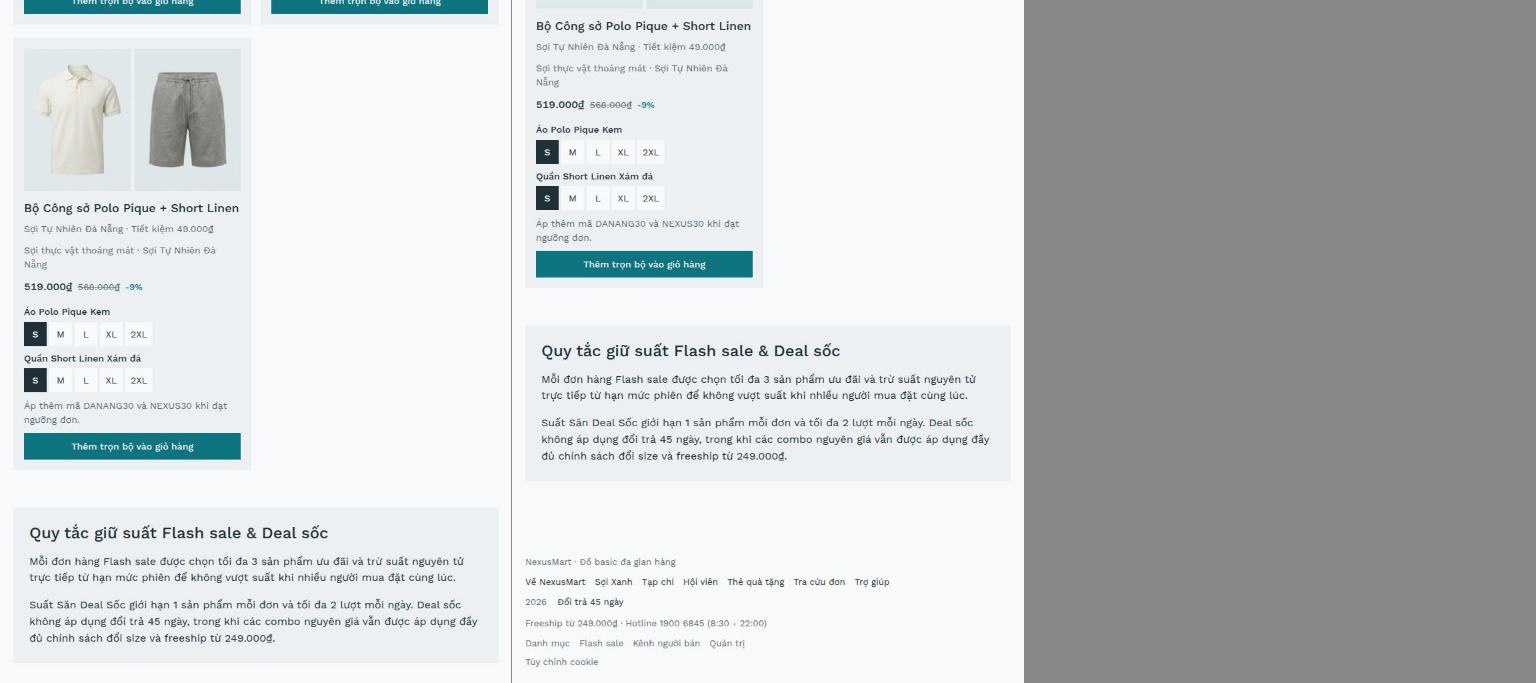 Thêm trọn bộ vào giỏ hàng
Thêm trọn bộ vào giỏ hàng
Bộ Công sở Polo Pique + Short Linen
Sợi Tự Nhiên Đà Nẵng · Tiết kiệm 49.000₫
Sợi thực vật thoáng mát · Sợi Tự Nhiên Đà
Nẵng
519.000₫ 568.000₫ -9%
Áo Polo Pique Kem
S M L XL 2XL
Quần Short Linen Xám đá
S M L XL 2XL
Áp thêm mã DANANG30 và NEXUS30 khi đạt
ngưỡng đơn.
Thêm trọn bộ vào giỏ hàng
Quy tắc giữ suất Flash sale & Deal sốc
Mỗi đơn hàng Flash sale được chọn tối đa 3 sản phẩm ưu đãi và trừ suất nguyên tử
trực tiếp từ hạn mức phiên để không vượt suất khi nhiều người mua đặt cùng lúc.
Suất Săn Deal Sốc giới hạn 1 sản phẩm mỗi đơn và tối đa 2 lượt mỗi ngày. Deal sốc
không áp dụng đổi trả 45 ngày, trong khi các combo nguyên giá vẫn được áp dụng đầy
đủ chính sách đổi size và freeship từ 249.000₫.
Bộ Công sở Polo Pique + Short Linen
Sợi Tự Nhiên Đà Nẵng · Tiết kiệm 49.000₫
Sợi thực vật thoáng mát · Sợi Tự Nhiên Đà
Nẵng
519.000₫ 568.000₫ -9%
Áo Polo Pique Kem
S M L XL 2XL
Quần Short Linen Xám đá
S M L XL 2XL
Áp thêm mã DANANG30 và NEXUS30 khi đạt
ngưỡng đơn.
Thêm trọn bộ vào giỏ hàng
Quy tắc giữ suất Flash sale & Deal sốc
Mỗi đơn hàng Flash sale được chọn tối đa 3 sản phẩm ưu đãi và trừ suất nguyên tử
trực tiếp từ hạn mức phiên để không vượt suất khi nhiều người mua đặt cùng lúc.
Suất Săn Deal Sốc giới hạn 1 sản phẩm mỗi đơn và tối đa 2 lượt mỗi ngày. Deal sốc
không áp dụng đổi trả 45 ngày, trong khi các combo nguyên giá vẫn được áp dụng đầy
đủ chính sách đổi size và freeship từ 249.000₫.
NexusMart · Đồ basic đa gian hàng
Về NexusMart Sợi Xanh Tạp chí Hội viên Thẻ quà tặng Tra cứu đơn Trợ giúp
2026 Đổi trả 45 ngày
Freeship từ 249.000₫ · Hotline 1900 6845 (8:30 - 22:00)
Danh mục Flash sale Kênh người bán Quản trị
Tùy chỉnh cookie